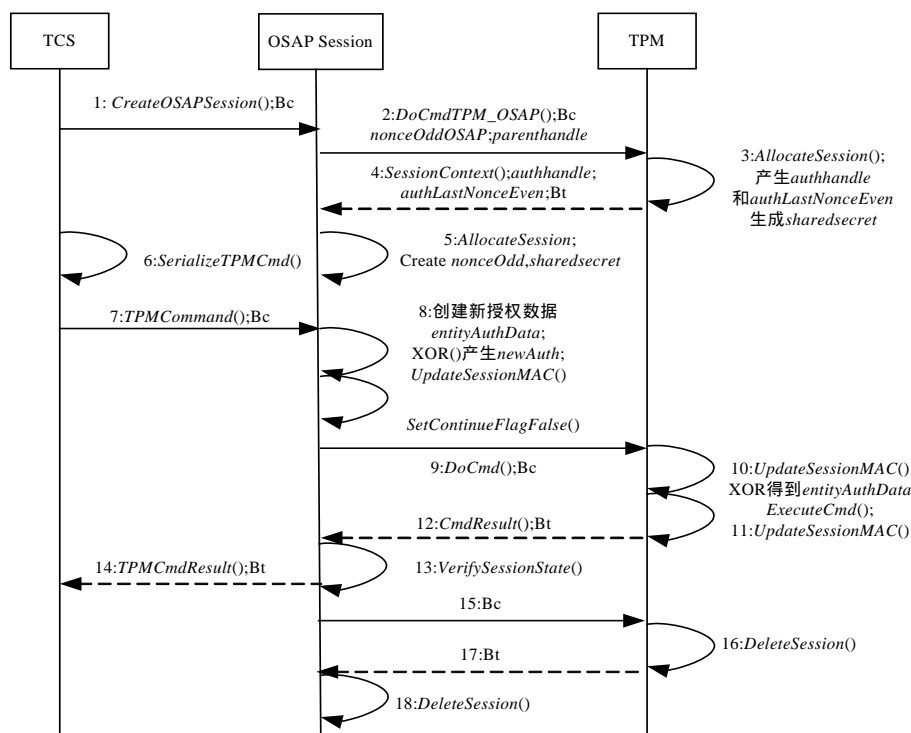 TCS
OSAP Session
TPM
1: CreateOSAPSession();Bc
2:DoCmdTPM_OSAP();Bc
nonceOddOSAP;parenthandle
3:AllocateSession();
产生authhandle
和authLastNonceEven
生成sharedsecret
4:SessionContext();authhandle;
authLastNonceEven;Bt
5:AllocateSession;
Create nonceOdd,sharedsecret
6:SerializeTPMCmd()
7:TPMCommand();Bc
8:创建新授权数据
entityAuthData;
XOR()产生newAuth;
UpdateSessionMAC()
SetContinueFlagFalse()
9:DoCmd();Bc
10:UpdateSessionMAC()
XOR得到entityAuthData
ExecuteCmd();
11:UpdateSessionMAC()
12:CmdResult();Bt
13:VerifySessionState()
14:TPMCmdResult();Bt
15:Bc
16:DeleteSession()
17:Bt
18:DeleteSession()